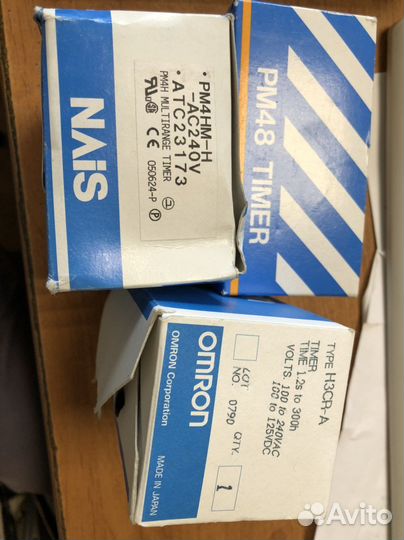 NAiS
• PM4HM-H
-AC240V
• ATC23173
PM4H MULTIRANGE TIMER
050624-P
PM48 TIMER
OMRON
OMRON Corporation
MADE IN JAPAN
TYPE H3CR-A
TIMER
TIME 1.2s to 300h
VOLTS. 100 to 240VAC
100 to 125VDC
LOT
NO. 0790 QTY. 1
Avito